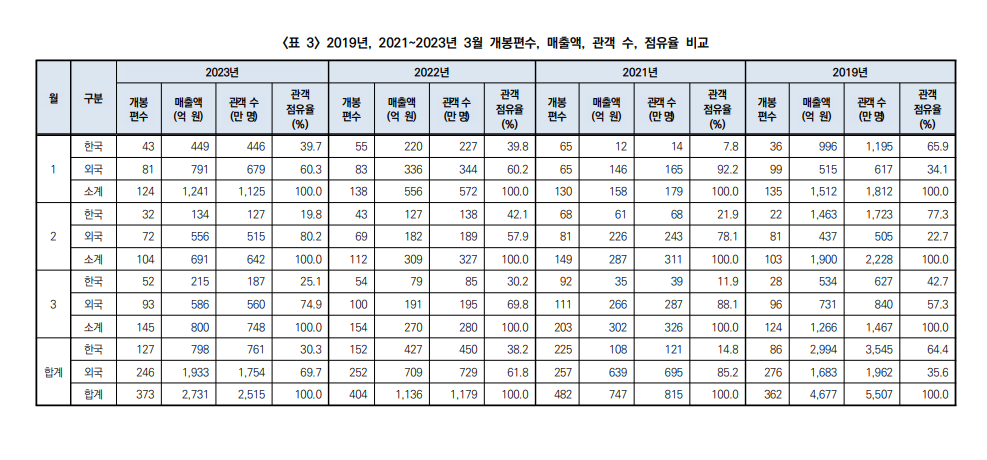 <표 3> 2019년, 2021~2023년 3월 개봉편수, 매출액, 관객 수, 점유율 비교
월 구분 2023년 2022년 2021년 2019년
개봉 편수 매출액 (억 원) 관객 수 (만 명) 관객 점유율 (%) 개봉 편수 매출액 (억 원) 관객 수 (만 명) 관객 점유율 (%) 개봉 편수 매출액 (억 원) 관객 수 (만 명) 관객 점유율 (%) 개봉 편수 매출액 (억 원) 관객 수 (만 명) 관객 점유율 (%)
1 한국 43 449 446 39.7 55 220 227 39.8 65 12 14 7.8 36 996 1,195 65.9
외국 81 791 679 60.3 83 336 344 60.2 65 146 165 92.2 99 515 617 34.1
소계 124 1,241 1,125 100.0 138 556 572 100.0 130 158 179 100.0 135 1,512 1,812 100.0
2 한국 32 134 127 19.8 43 127 138 42.1 68 61 68 21.9 22 1,463 1,723 77.3
외국 72 556 515 80.2 69 182 189 57.9 81 226 243 78.1 81 437 505 22.7
소계 104 691 642 100.0 112 309 327 100.0 149 287 311 100.0 103 1,900 2,228 100.0
3 한국 52 215 187 25.1 54 79 85 30.2 92 35 39 11.9 28 534 627 42.7
외국 93 586 560 74.9 100 191 195 69.8 111 266 287 88.1 96 731 840 57.3
소계 145 800 748 100.0 154 270 280 100.0 203 302 326 100.0 124 1,266 1,467 100.0
합계 한국 127 798 761 30.3 152 427 450 38.2 225 108 121 14.8 86 2,994 3,545 64.4
외국 246 1,933 1,754 69.7 252 709 729 61.8 257 639 695 85.2 276 1,683 1,962 35.6
합계 373 2,731 2,515 100.0 404 1,136 1,179 100.0 482 747 815 100.0 362 4,677 5,507 100.0